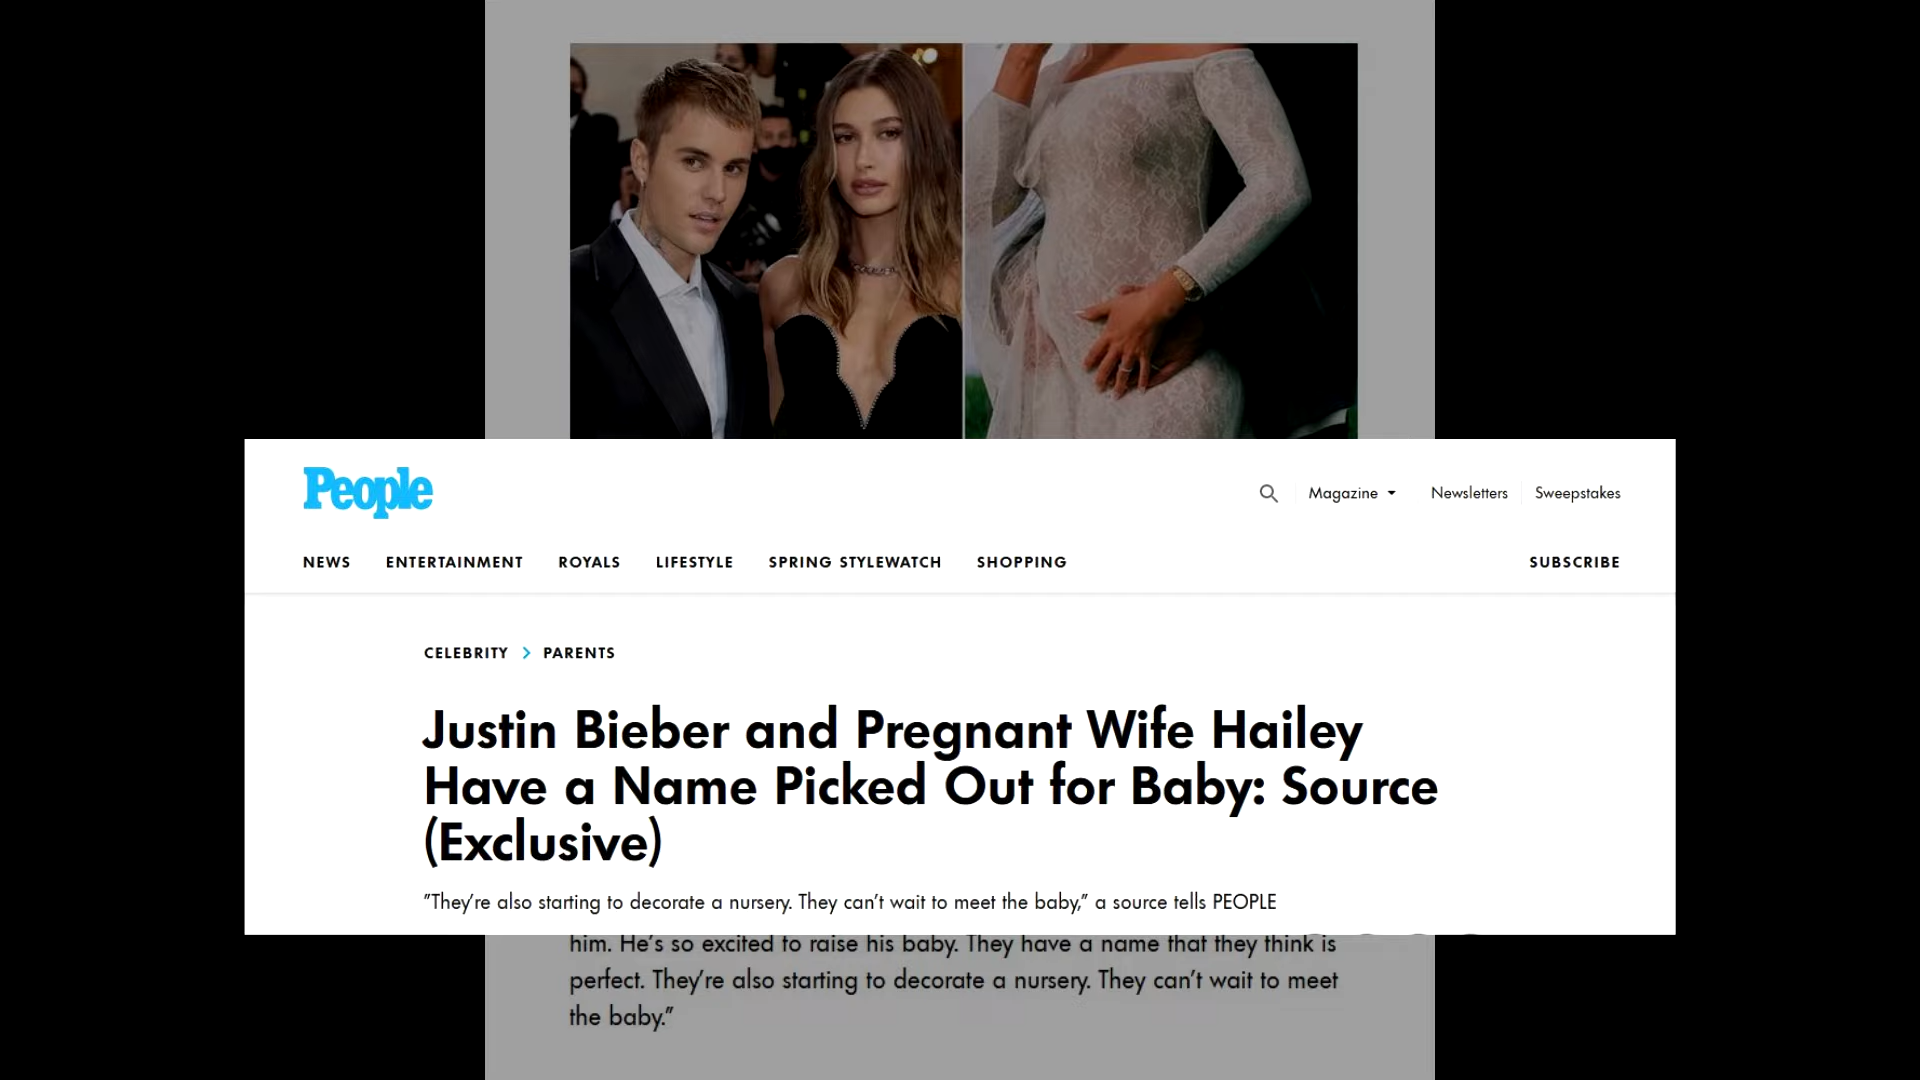 People
Magazine
Newsletters
Sweepstakes
NEWS
ENTERTAINMENT
ROYALS
LIFESTYLE
SPRING STYLEWATCH
SHOPPING
SUBSCRIBE
CELEBRITY > PARENTS
Justin Bieber and Pregnant Wife Hailey
Have a Name Picked Out for Baby: Source
(Exclusive)
"They're also starting to decorate a nursery. They can't wait to meet the baby," a source tells PEOPLE
him. He's so excited to raise his baby. They have a name that they think is
perfect. They're also starting to decorate a nursery. They can't wait to meet
the baby."